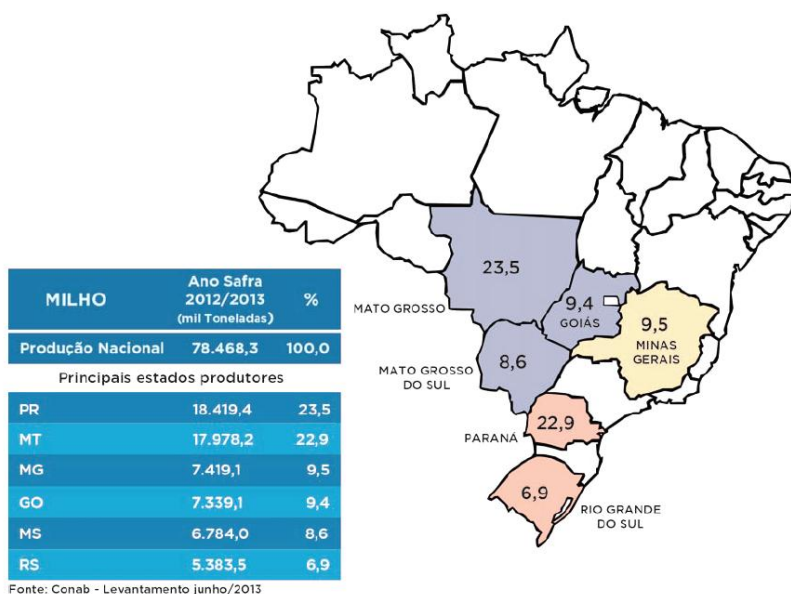 MILHO
Ano Safra
2012/2013
(mil Toneladas)
%
Produção Nacional 78.468,3 100,0
Principais estados produtores
PR 18.419,4 23,5
MT 17.978,2 22,9
MG 7.419,1 9,5
GO 7.339,1 9,4
MS 6.784,0 8,6
RS 5.383,5 6,9
Fonte: Conab - Levantamento junho/2013
23,5
MATO GROSSO
9,4
GOIÁS
9,5
MINAS
GERAIS
8,6
MATO GROSSO
DO SUL
22,9
PARANÁ
6,9
RIO GRANDE
DO SUL